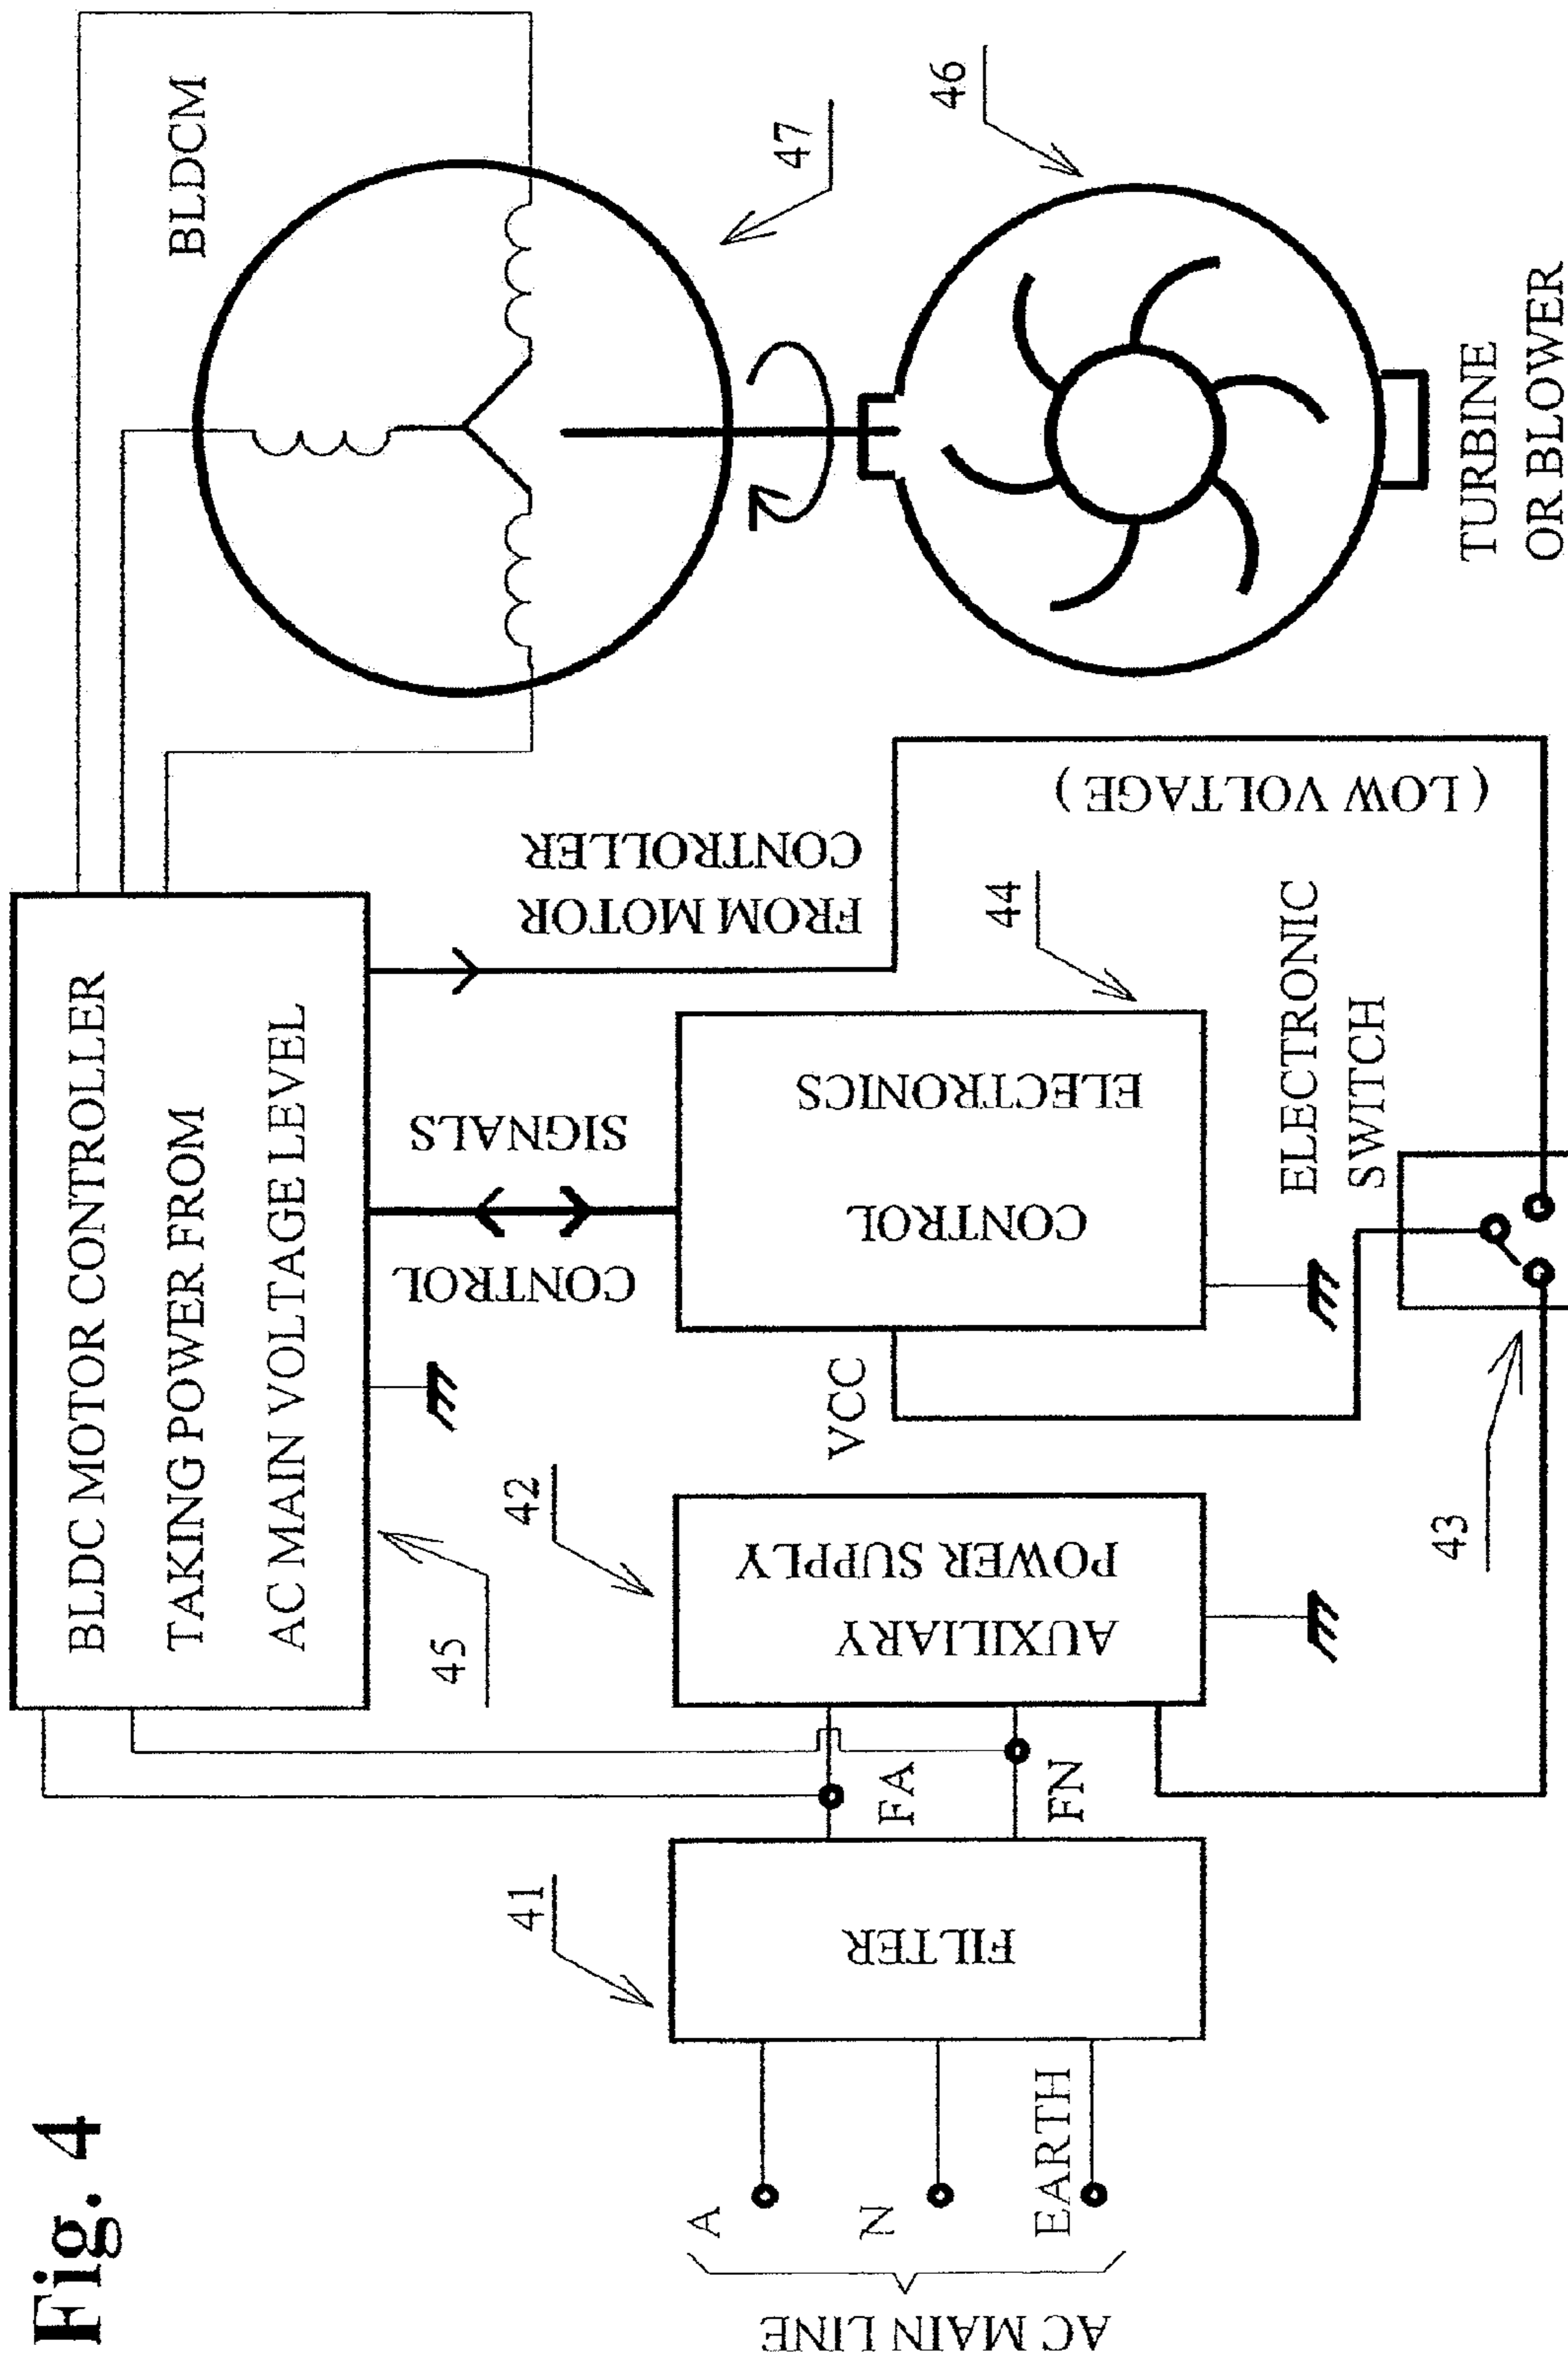 Fig. 4
BLDC MOTOR CONTROLLER
TAKING POWER FROM
AC MAIN VOLTAGE LEVEL
45
BLDCM
47
46
TURBINE
OR BLOWER
CONTROL
SIGNALS
FROM MOTOR
CONTROLLER
(LOW VOLTAGE)
41
FILTER
FA
FN
42
AUXILIARY
POWER SUPPLY
VCC
CONTROL
ELECTRONICS
44
ELECTRONIC
SWITCH
43
A
N
EARTH
AC MAIN LINE